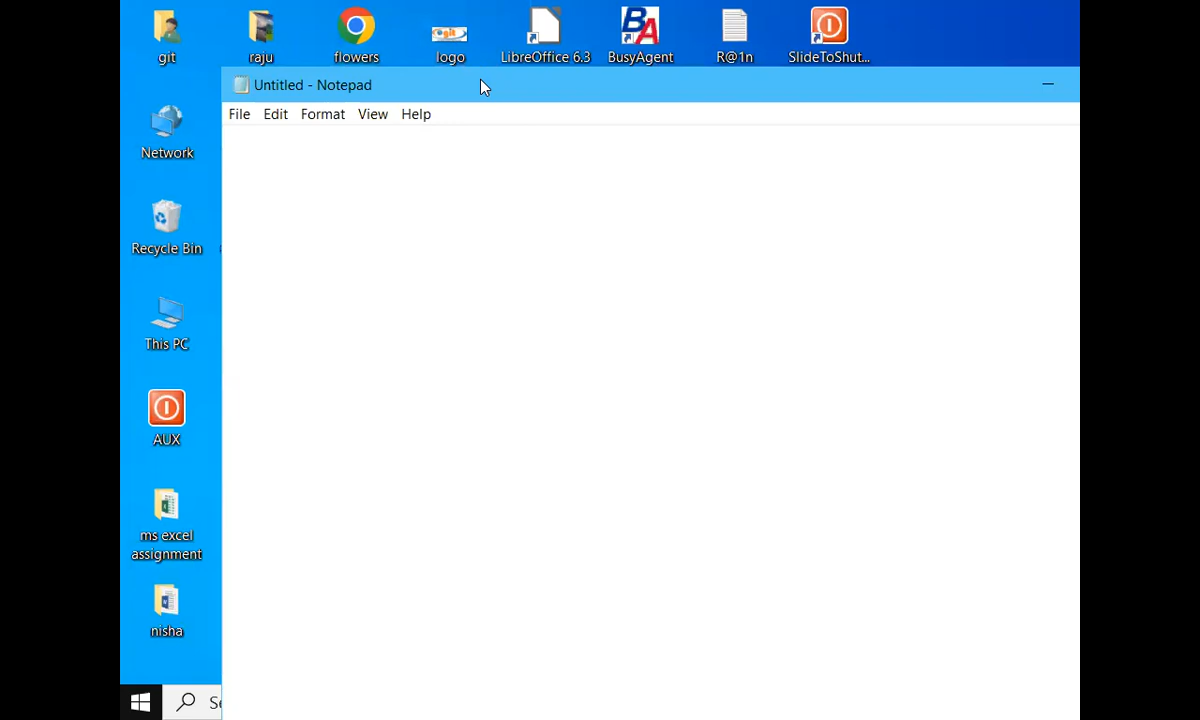 git raju flowers logo LibreOffice 6.3 BusyAgent R@1n SlideToShut...
Untitled - Notepad
File Edit Format View Help
Network
Recycle Bin
This PC
AUX
ms excel
assignment
nisha